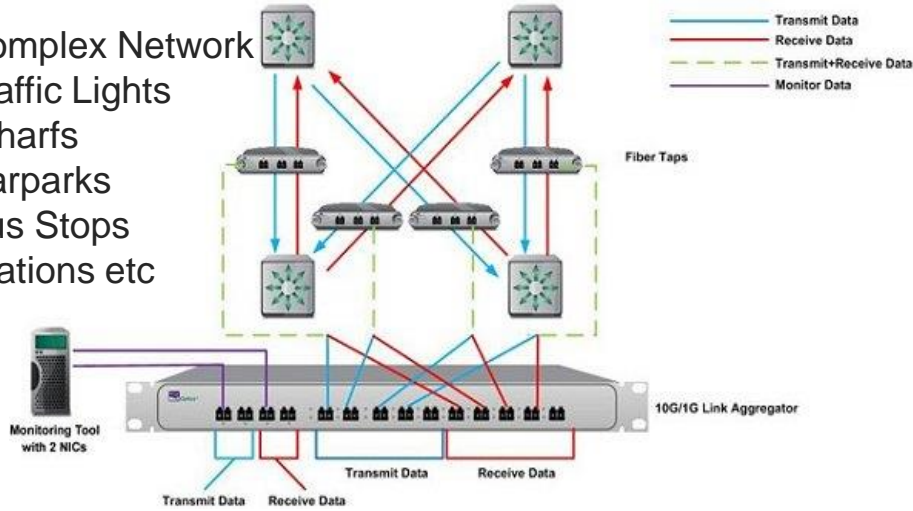 omplex Network
affic Lights
harfs
arparks
us Stops
ations etc
Transmit Data
Receive Data
Transmit+Receive Data
Monitor Data
Fiber Taps
10G/1G Link Aggregator
Monitoring Tool
with 2 NICs
Transmit Data
Receive Data
Transmit Data
Receive Data